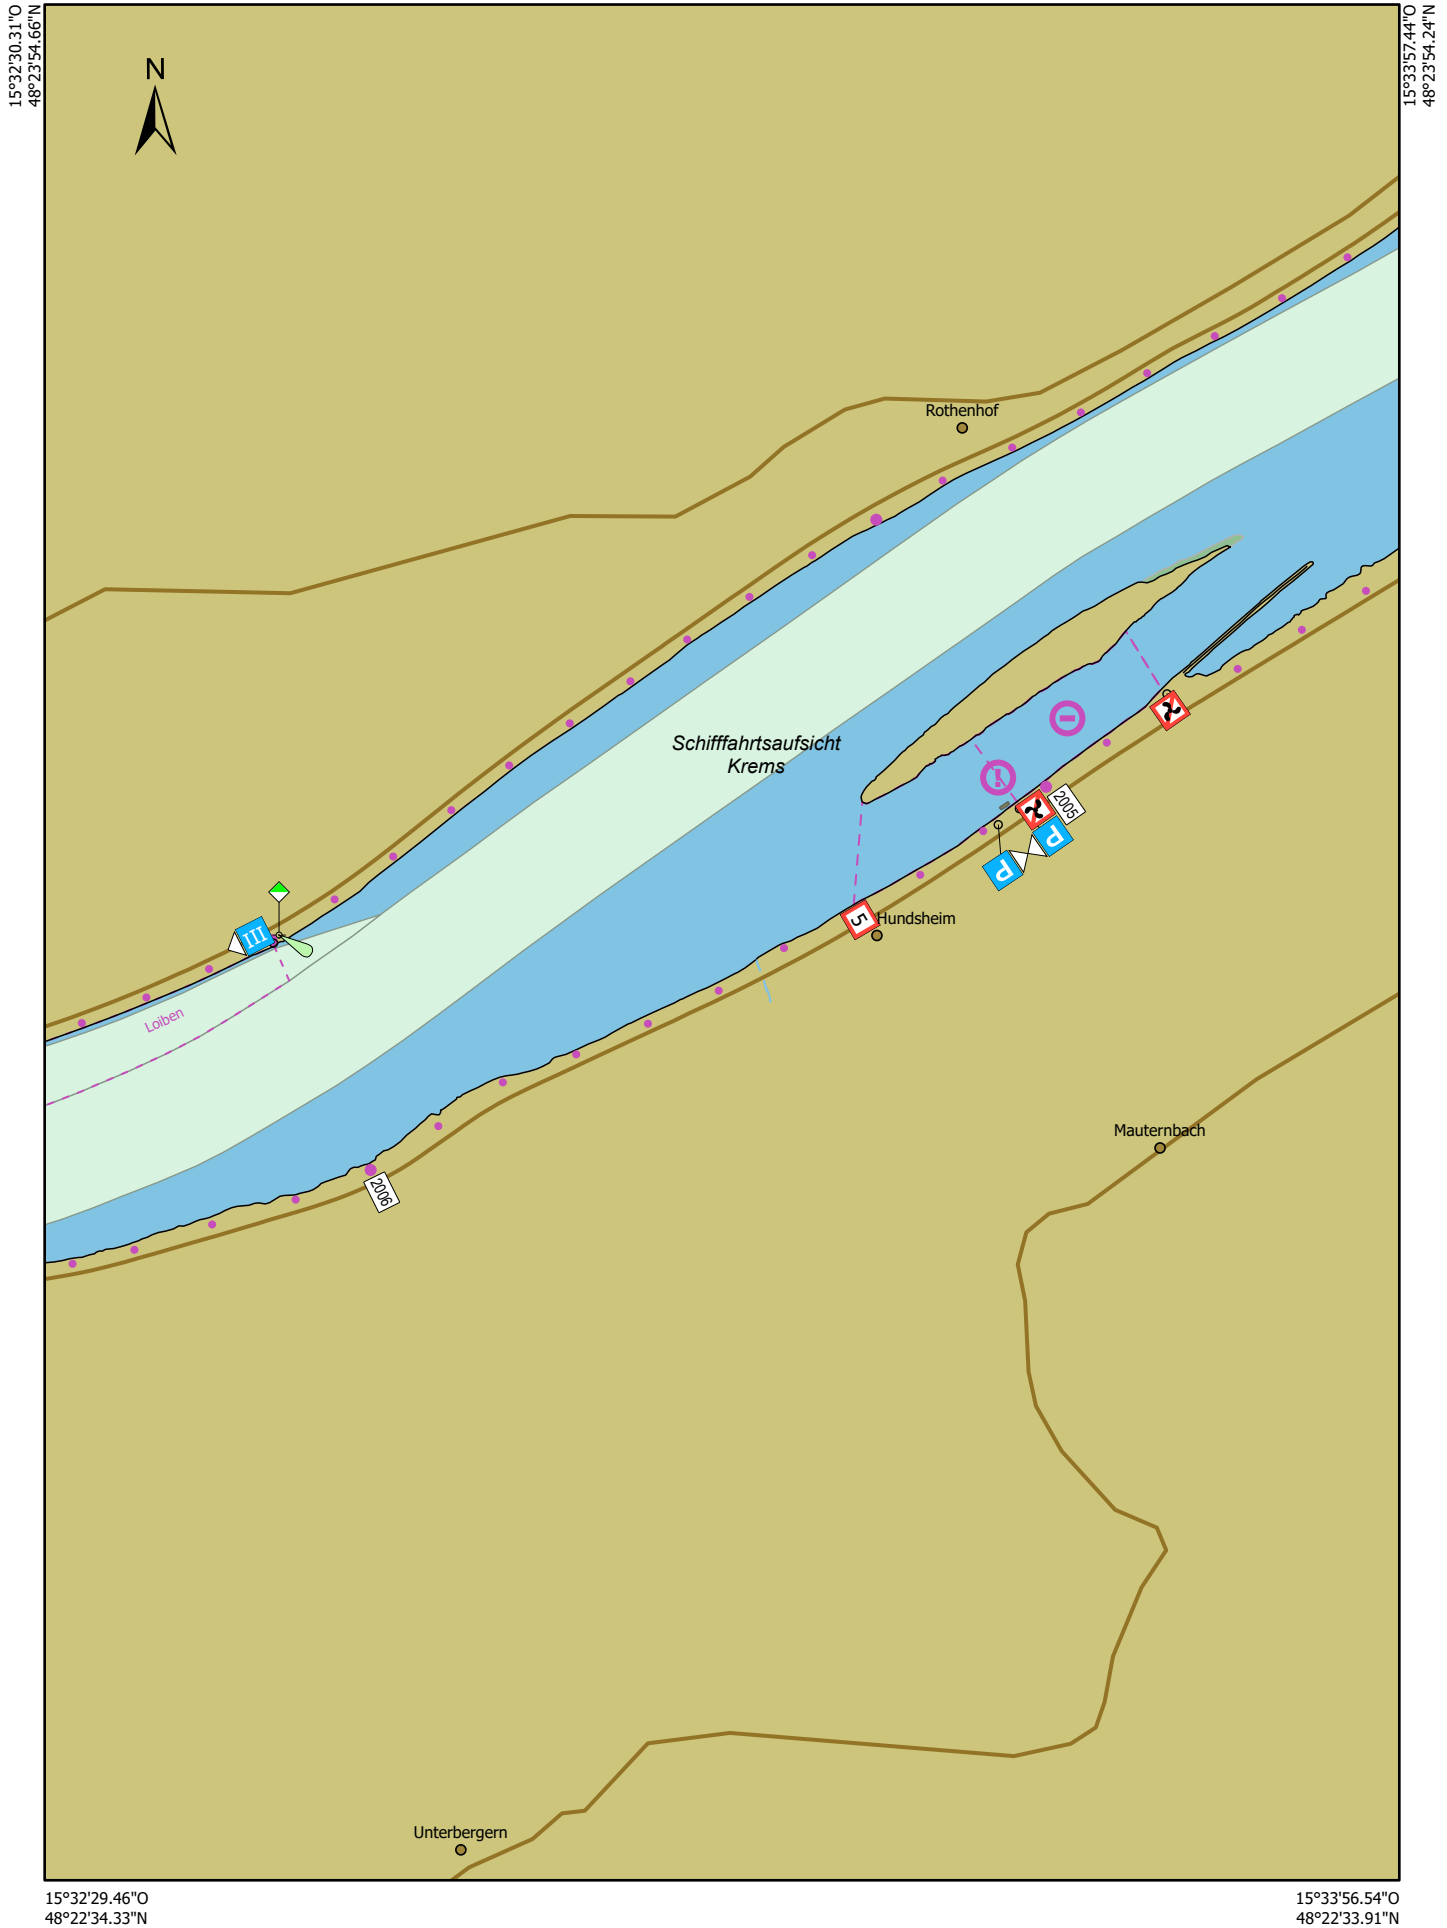 15°32'30.31"O
48°23'54.66"N
15°33'57.44"O
48°23'54.24"N
N
Rothenhof
Schifffahrtsaufsicht
Krems
2005
P
P
5
Hundsheim
III
Loiben
Mauternbach
2006
Unterbergern
15°32'29.46"O
48°22'34.33"N
15°33'56.54"O
48°22'33.91"N